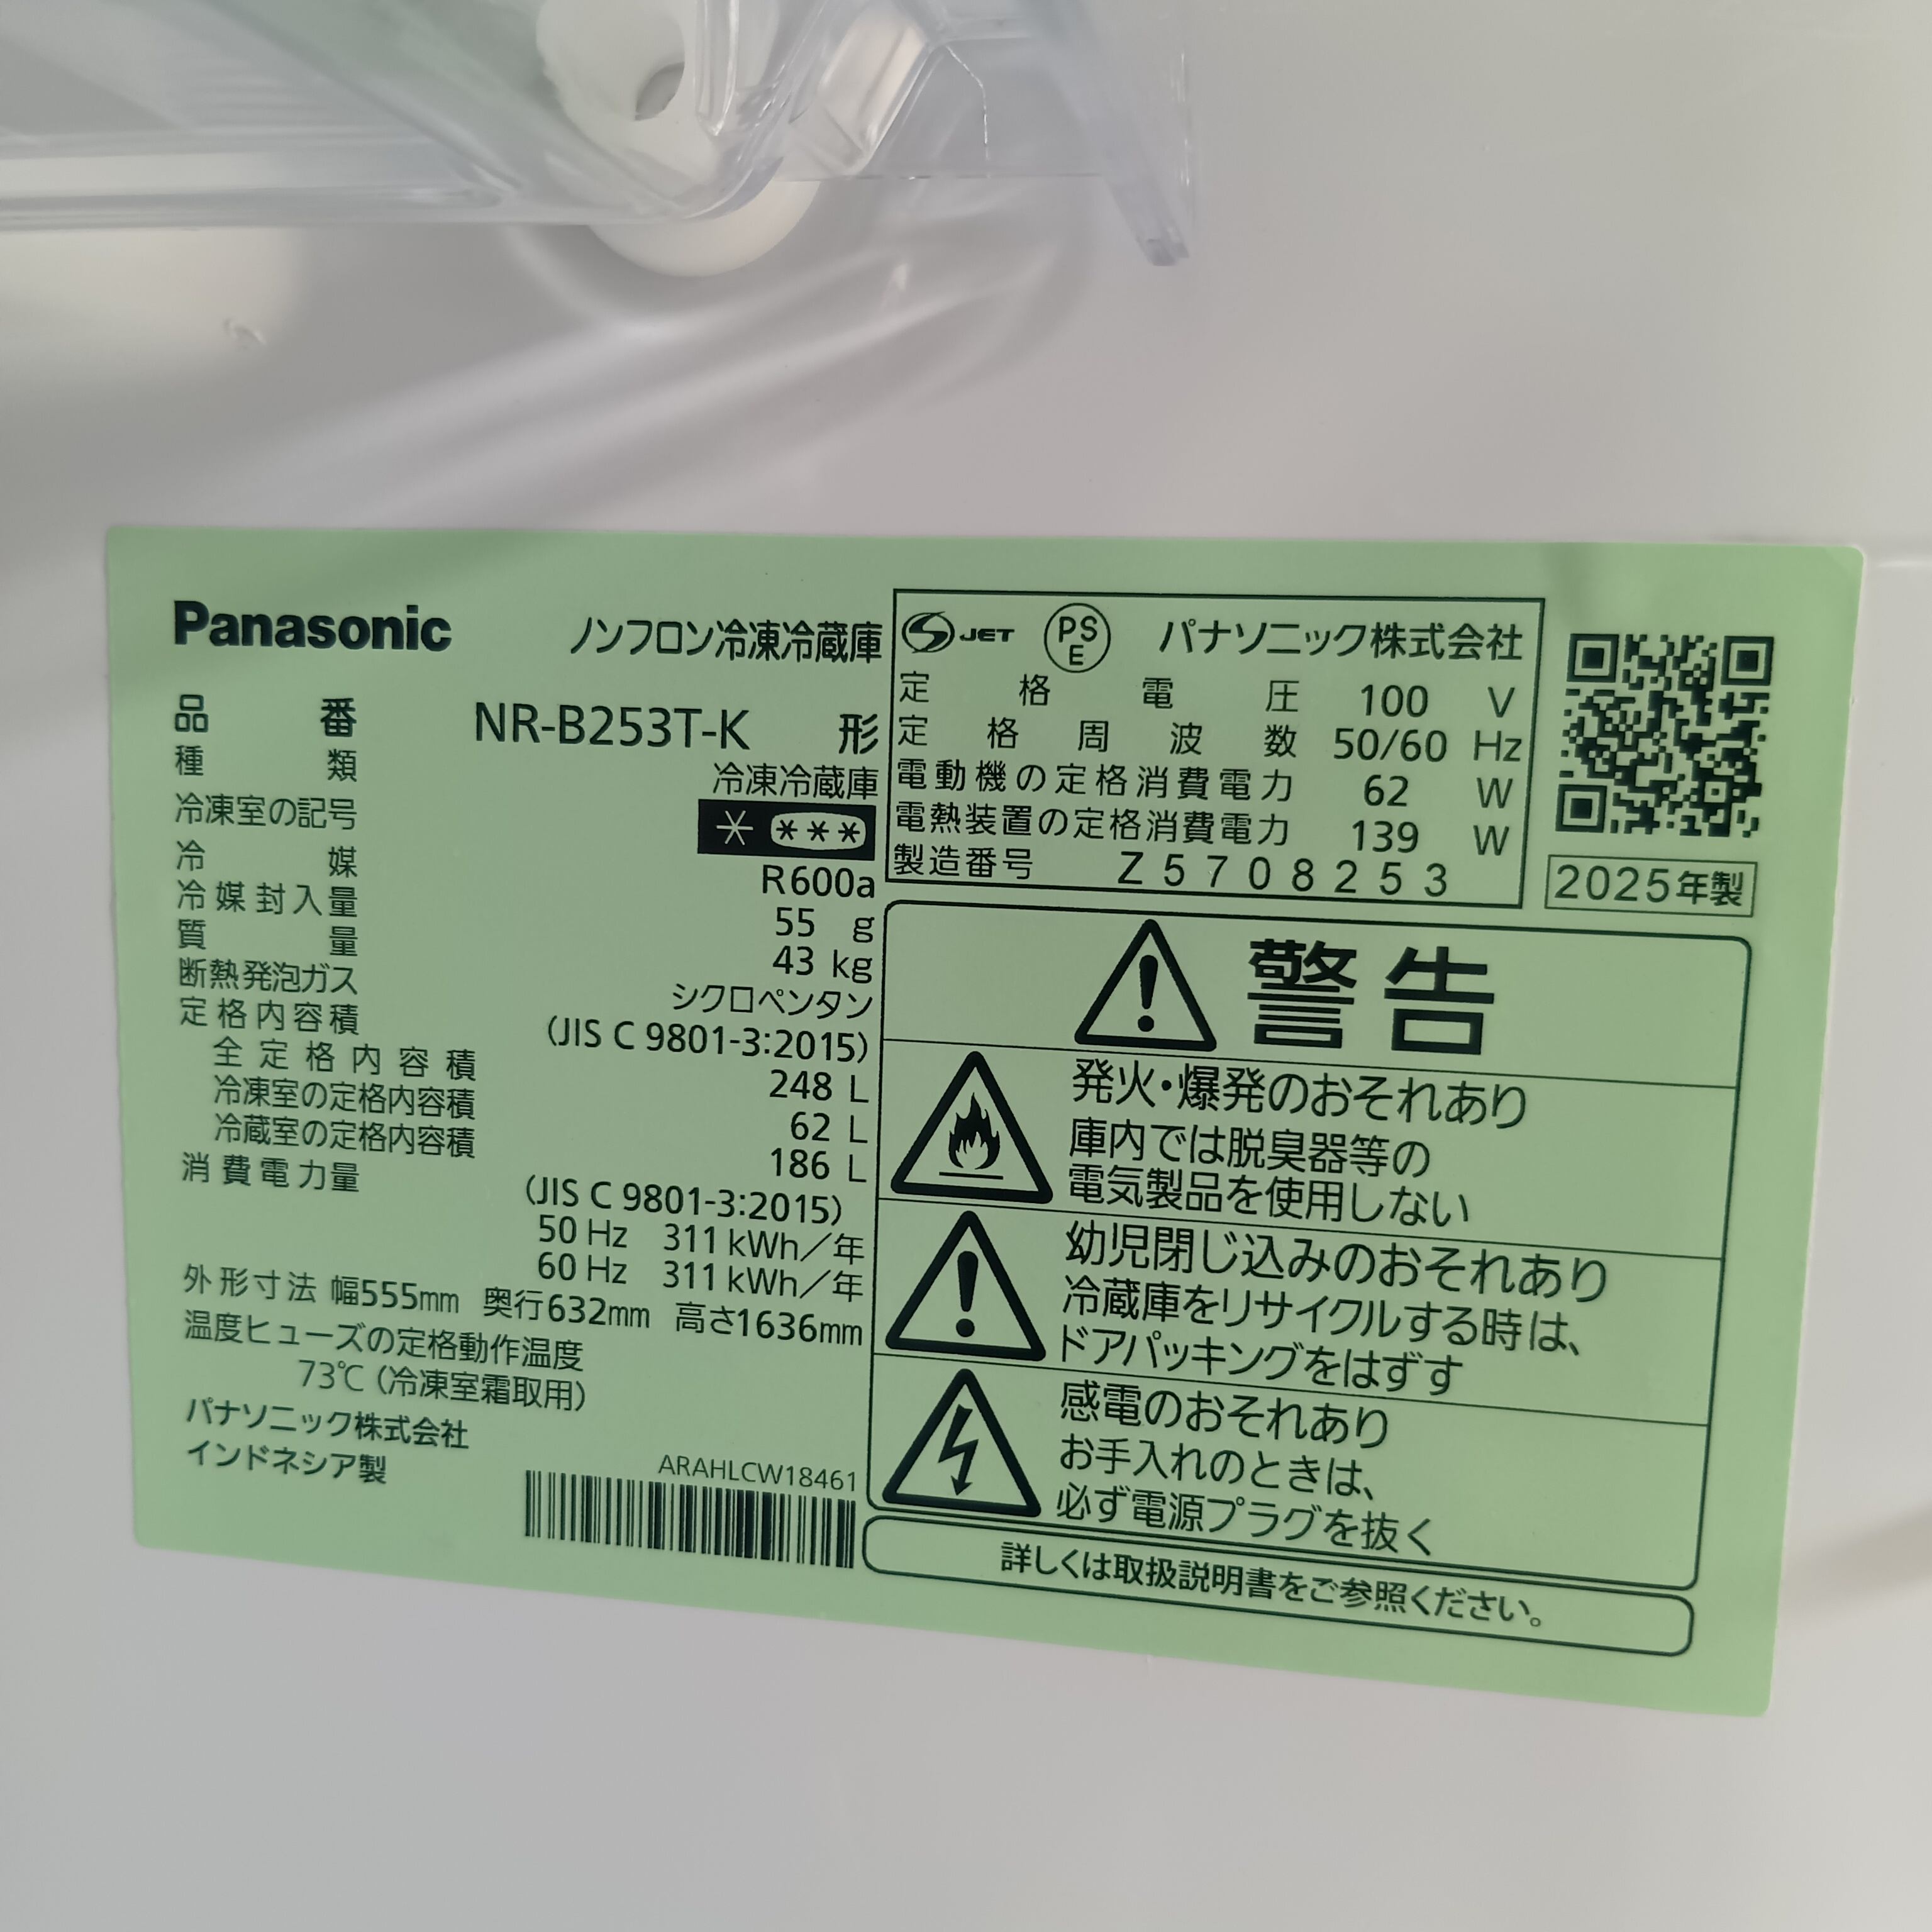 Panasonic ノンフロン冷凍冷蔵庫
品番 NR-B253T-K 形
種類 冷凍冷蔵庫
冷凍室の記号 * ***
冷媒 R600a
冷媒封入量 55 g
質量 43 kg
断熱発泡ガス シクロペンタン
定格内容積 (JIS C 9801-3:2015)
全定格内容積 248 L
冷凍室の定格内容積 62 L
冷蔵室の定格内容積 186 L
消費電力量 (JIS C 9801-3:2015)
50 Hz 311 kWh/年
60 Hz 311 kWh/年
外形寸法 幅555mm 奥行632mm 高さ1636mm
温度ヒューズの定格動作温度
73℃ (冷凍室霜取用)
パナソニック株式会社
インドネシア製
ARAHLCW18461
JET PS E パナソニック株式会社
定格電圧 100 V
定格周波数 50/60 Hz
電動機の定格消費電力 62 W
電熱装置の定格消費電力 139 W
製造番号 Z5708253
2025年製
警告
発火・爆発のおそれあり
庫内では脱臭器等の
電気製品を使用しない
幼児閉じ込みのおそれあり
冷蔵庫をリサイクルする時は、
ドアパッキングをはずす
感電のおそれあり
お手入れのときは、
必ず電源プラグを抜く
詳しくは取扱説明書をご参照ください。